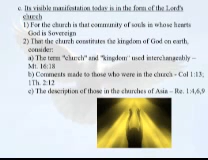 c. Its visible manifestation today is in the form of the Lord's
church
1) For the church is that community of souls in whose hearts
God is Sovereign
2) That the church constitutes the kingdom of God on earth,
consider:
a) The term "church" and "kingdom" used interchangeably –
Mt. 16:18
b) Comments made to those who were in the church - Col 1:13;
1Th. 2:12
c) The description of those in the churches of Asia – Re. 1:4,6,9